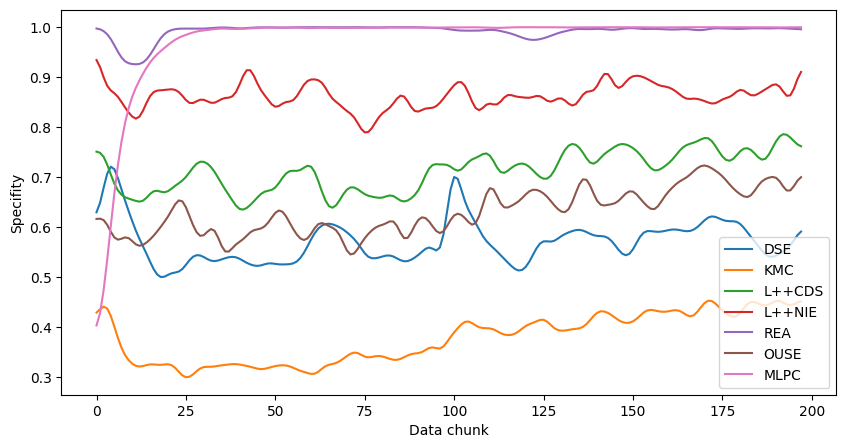 1.0
0.9
0.8
0.7
0.6
0.5
0.4
0.3
Specifity
0 25 50 75 100 125 150 175 200
Data chunk
DSE
KMC
L++CDS
L++NIE
REA
OUSE
MLPC